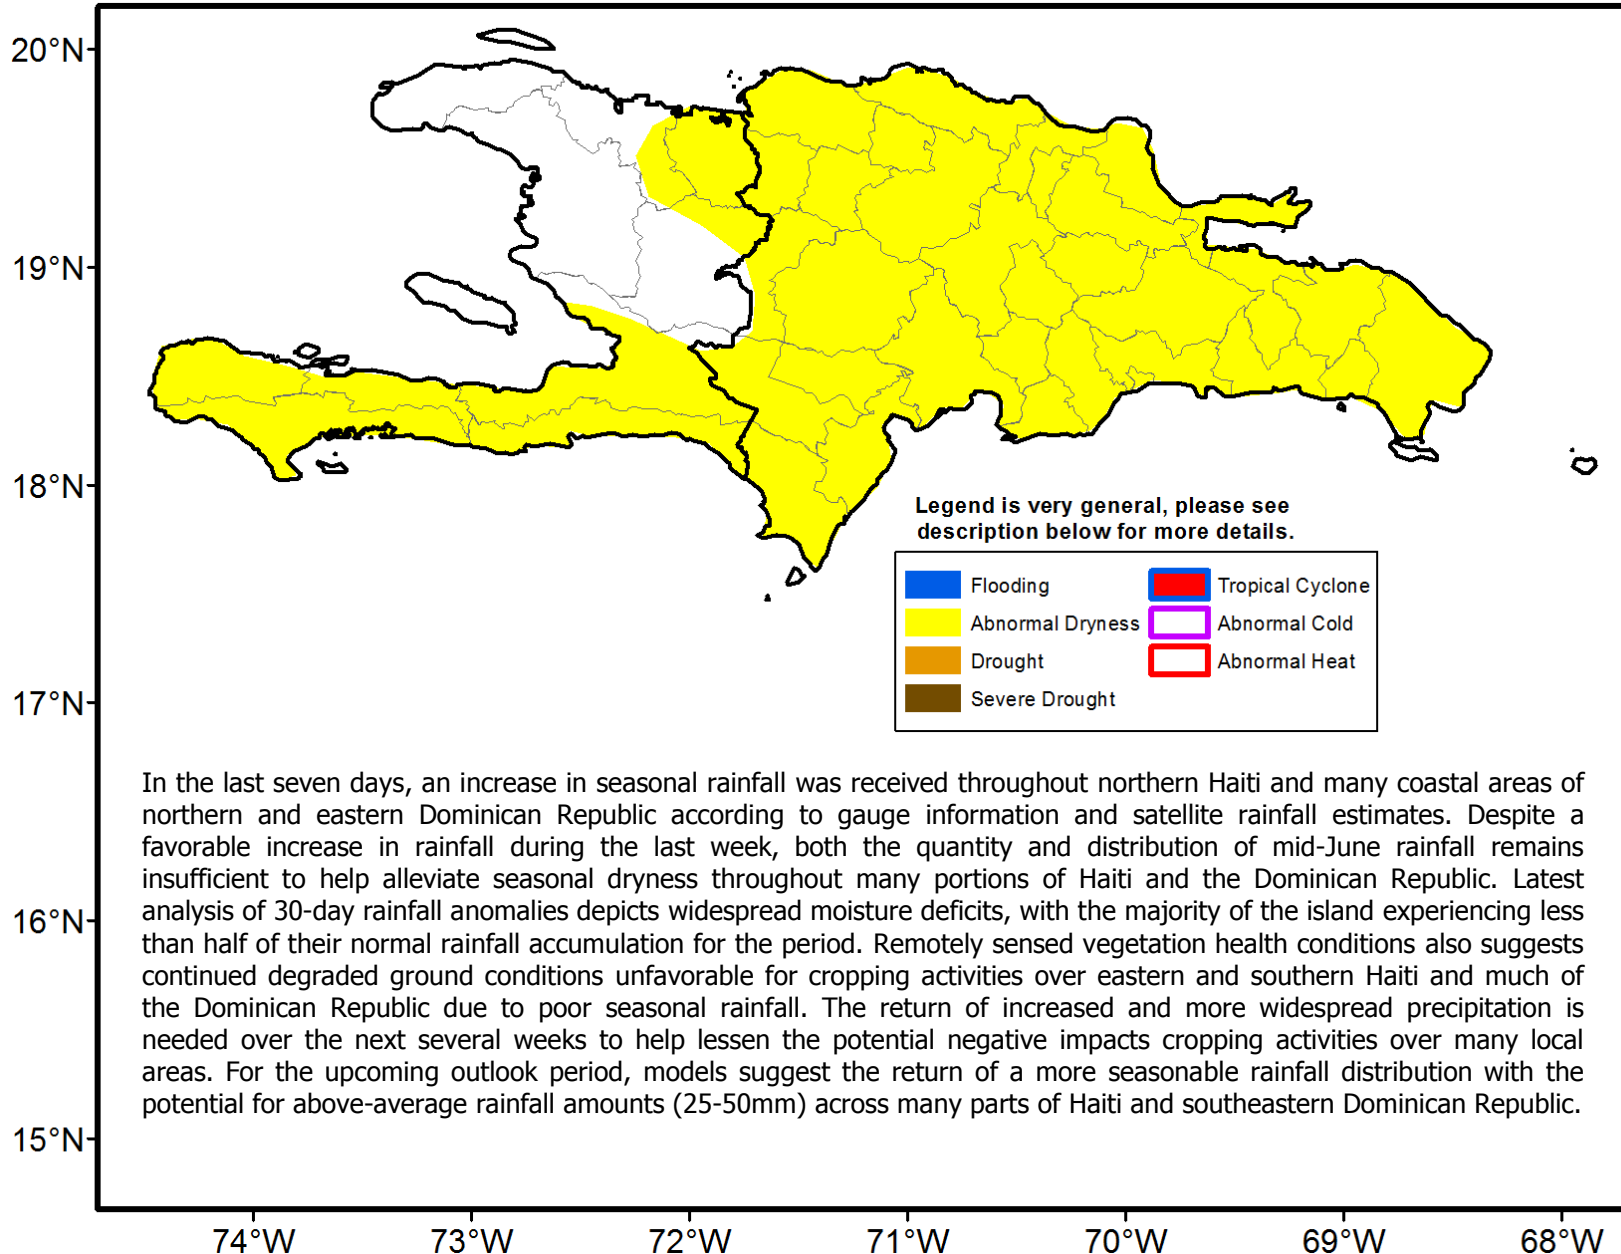 20°N
19°N
18°N
17°N
16°N
15°N
Legend is very general, please see
description below for more details.
Flooding
Tropical Cyclone
Abnormal Dryness
Abnormal Cold
Drought
Abnormal Heat
Severe Drought
In the last seven days, an increase in seasonal rainfall was received throughout northern Haiti and many coastal areas of
northern and eastern Dominican Republic according to gauge information and satellite rainfall estimates. Despite a
favorable increase in rainfall during the last week, both the quantity and distribution of mid-June rainfall remains
insufficient to help alleviate seasonal dryness throughout many portions of Haiti and the Dominican Republic. Latest
analysis of 30-day rainfall anomalies depicts widespread moisture deficits, with the majority of the island experiencing less
than half of their normal rainfall accumulation for the period. Remotely sensed vegetation health conditions also suggests
continued degraded ground conditions unfavorable for cropping activities over eastern and southern Haiti and much of
the Dominican Republic due to poor seasonal rainfall. The return of increased and more widespread precipitation is
needed over the next several weeks to help lessen the potential negative impacts cropping activities over many local
areas. For the upcoming outlook period, models suggest the return of a more seasonable rainfall distribution with the
potential for above-average rainfall amounts (25-50mm) across many parts of Haiti and southeastern Dominican Republic.
74°W 73°W 72°W 71°W 70°W 69°W 68°W